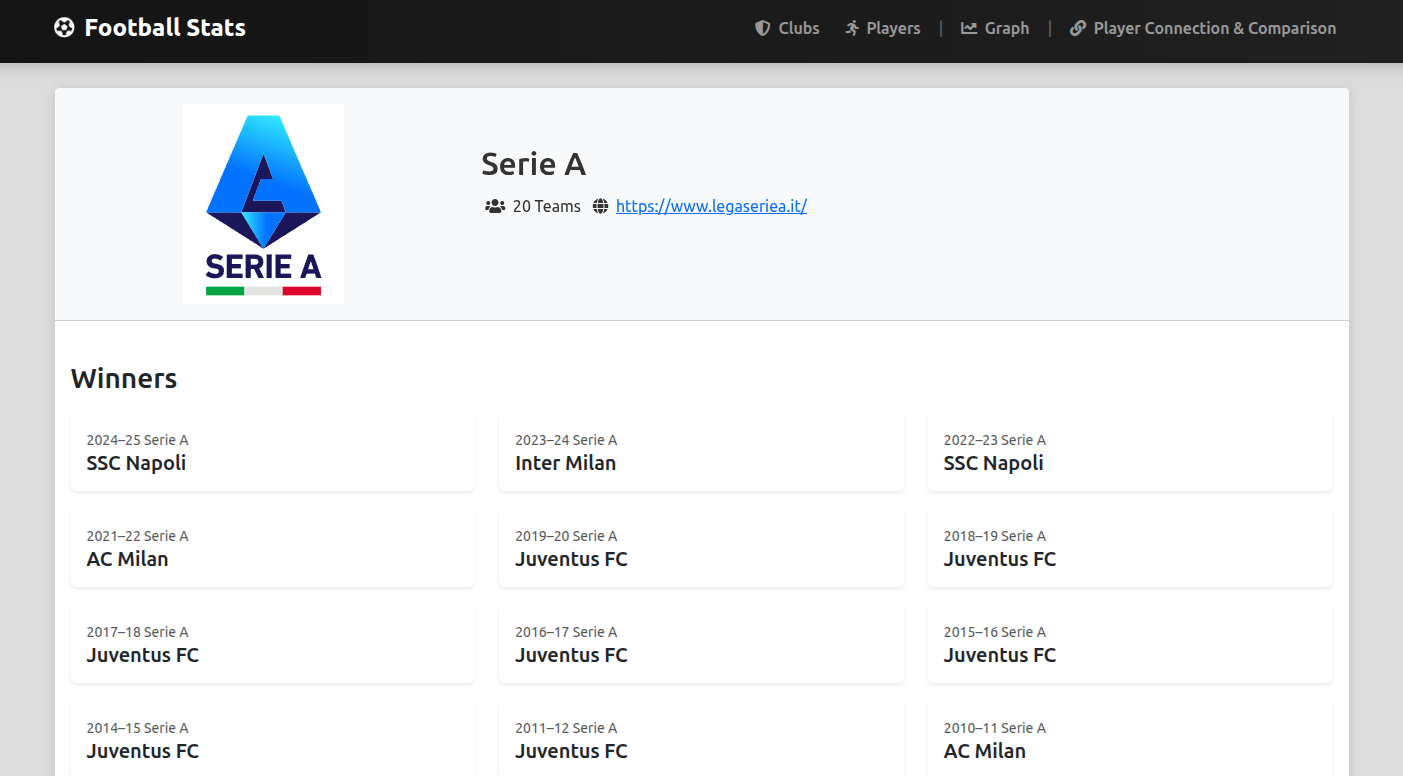 Football Stats
Clubs
Players
|
Graph
|
Player Connection & Comparison
SERIE A
Serie A
20 Teams
https://www.legaseriea.it/
Winners
2024–25 Serie A
SSC Napoli
2023–24 Serie A
Inter Milan
2022–23 Serie A
SSC Napoli
2021–22 Serie A
AC Milan
2019–20 Serie A
Juventus FC
2018–19 Serie A
Juventus FC
2017–18 Serie A
Juventus FC
2016–17 Serie A
Juventus FC
2015–16 Serie A
Juventus FC
2014–15 Serie A
Juventus FC
2011–12 Serie A
Juventus FC
2010–11 Serie A
AC Milan